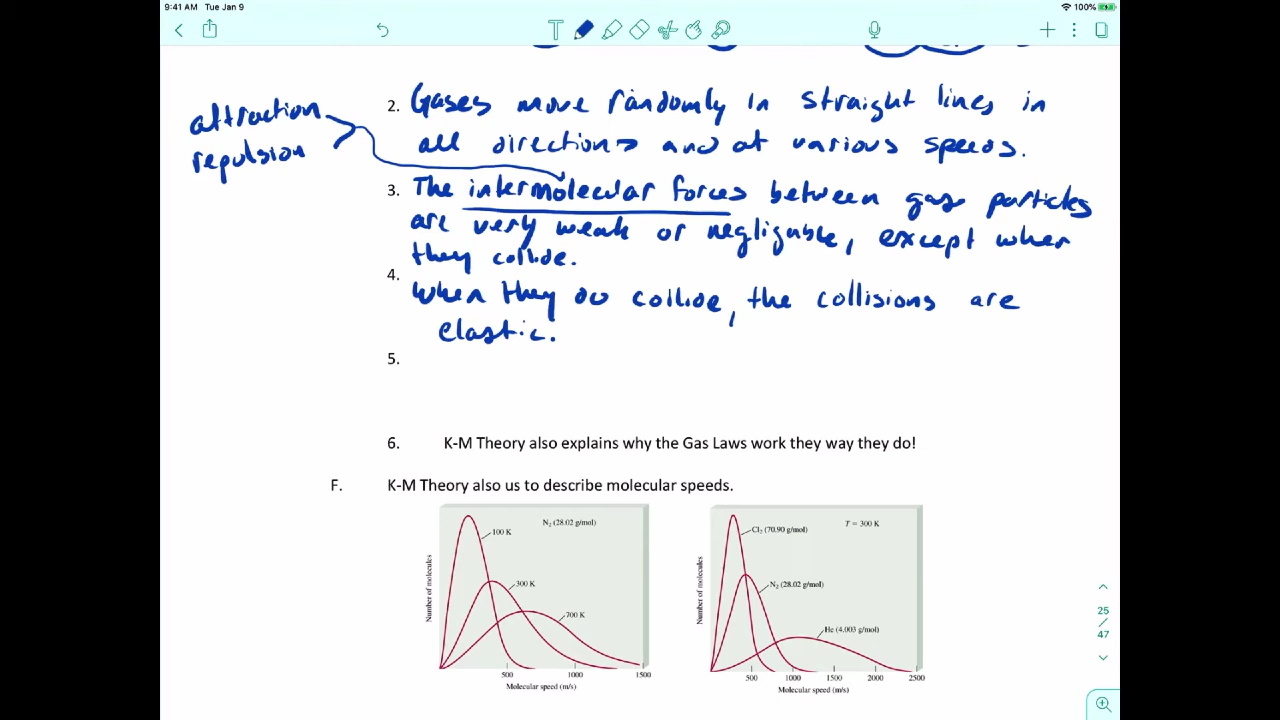 9:41 AM Tue Jan 9
100%
attraction
repulsion
2. Gases move randomly in straight lines in
all directions and at various speeds.
3. The intermolecular forces between gas particles
are very weak or negligable, except when
they collide.
4. When they do collide, the collisions are
elastic.
5.
6. K-M Theory also explains why the Gas Laws work they way they do!
F. K-M Theory also us to describe molecular speeds.
N2 (28.02 g/mol)
100 K
300 K
700 K
Number of molecules
500 1000 1500
Molecular speed (m/s)
Cl2 (70.90 g/mol)
T = 300 K
N2 (28.02 g/mol)
He (4.003 g/mol)
Number of molecules
500 1000 1500 2000 2500
Molecular speed (m/s)
25
/
47